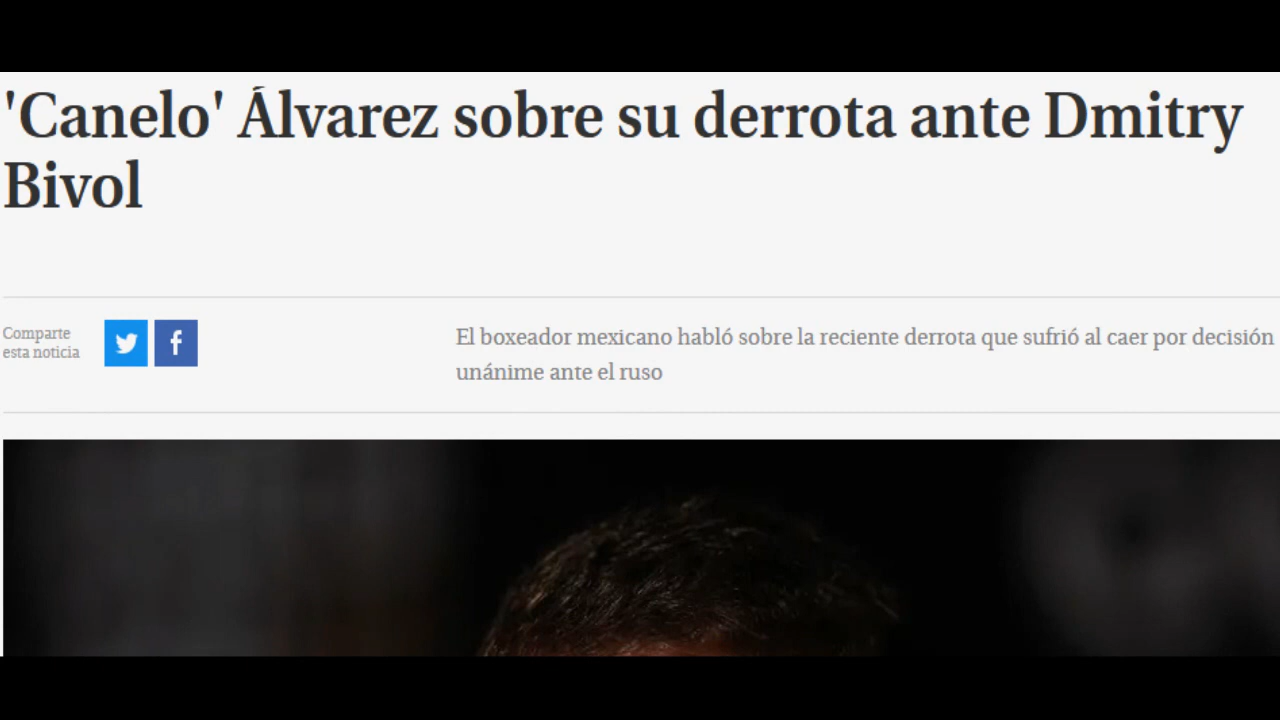 'Canelo' Álvarez sobre su derrota ante Dmitry
Bivol
Comparte
esta noticia
El boxeador mexicano habló sobre la reciente derrota que sufrió al caer por decisión
unánime ante el ruso